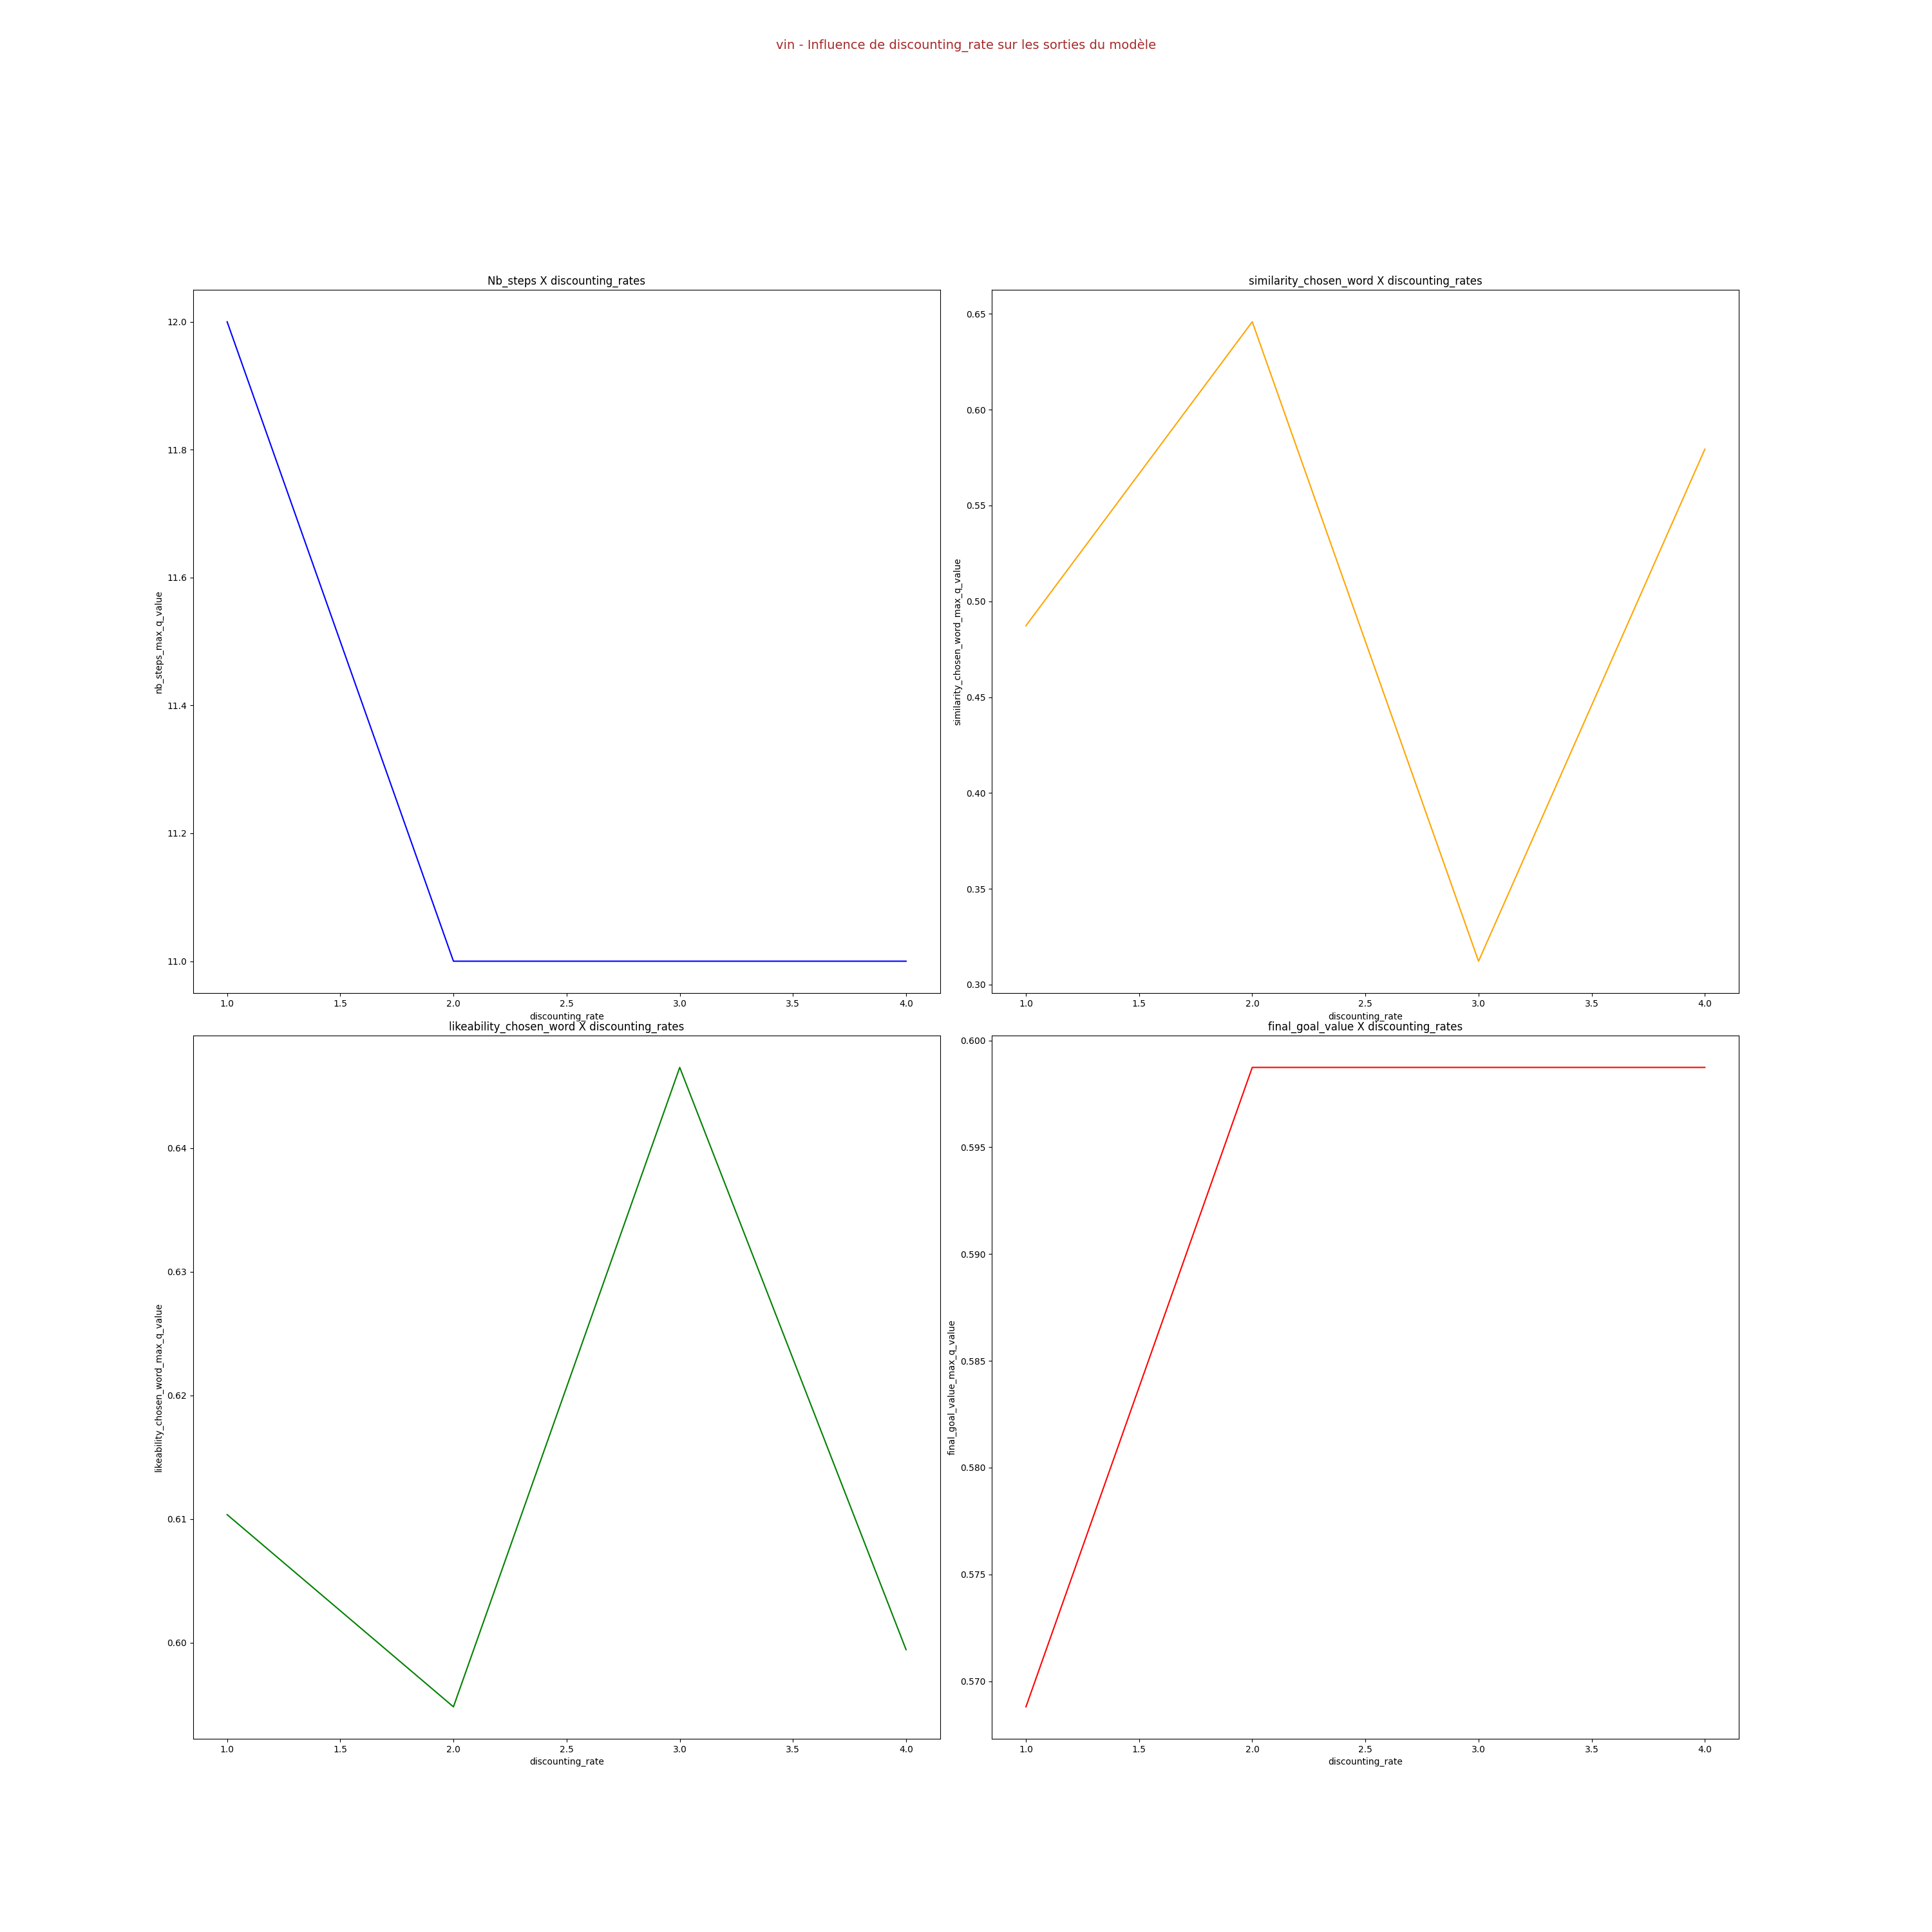 vin - Influence de discounting_rate sur les sorties du modèle
Nb_steps X discounting_rates
12.0
11.8
11.6
11.4
11.2
11.0
nb_steps_max_q_value
1.0 1.5 2.0 2.5 3.0 3.5 4.0
discounting_rate
similarity_chosen_word X discounting_rates
0.65
0.60
0.55
0.50
0.45
0.40
0.35
0.30
similarity_chosen_word_max_q_value
1.0 1.5 2.0 2.5 3.0 3.5 4.0
discounting_rate
likeability_chosen_word X discounting_rates
0.64
0.63
0.62
0.61
0.60
likeability_chosen_word_max_q_value
1.0 1.5 2.0 2.5 3.0 3.5 4.0
discounting_rate
final_goal_value X discounting_rates
0.600
0.595
0.590
0.585
0.580
0.575
0.570
final_goal_value_max_q_value
1.0 1.5 2.0 2.5 3.0 3.5 4.0
discounting_rate